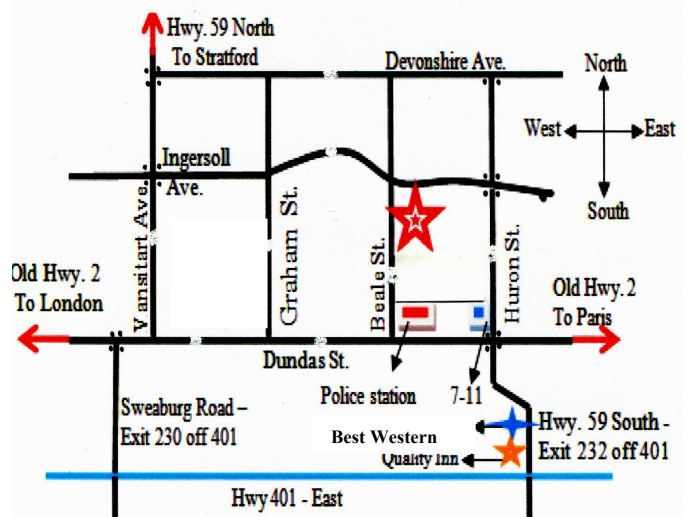 Hwy. 59 North
To Stratford
Devonshire Ave.
North
West
East
South
Ingersoll
Ave.
Vansitart Ave.
Graham St.
Beale St.
Huron St.
Old Hwy. 2
To London
Old Hwy. 2
To Paris
Dundas St.
Police station
7-11
Sweaburg Road –
Exit 230 off 401
Best Western
Quality Inn
Hwy. 59 South -
Exit 232 off 401
Hwy 401 - East